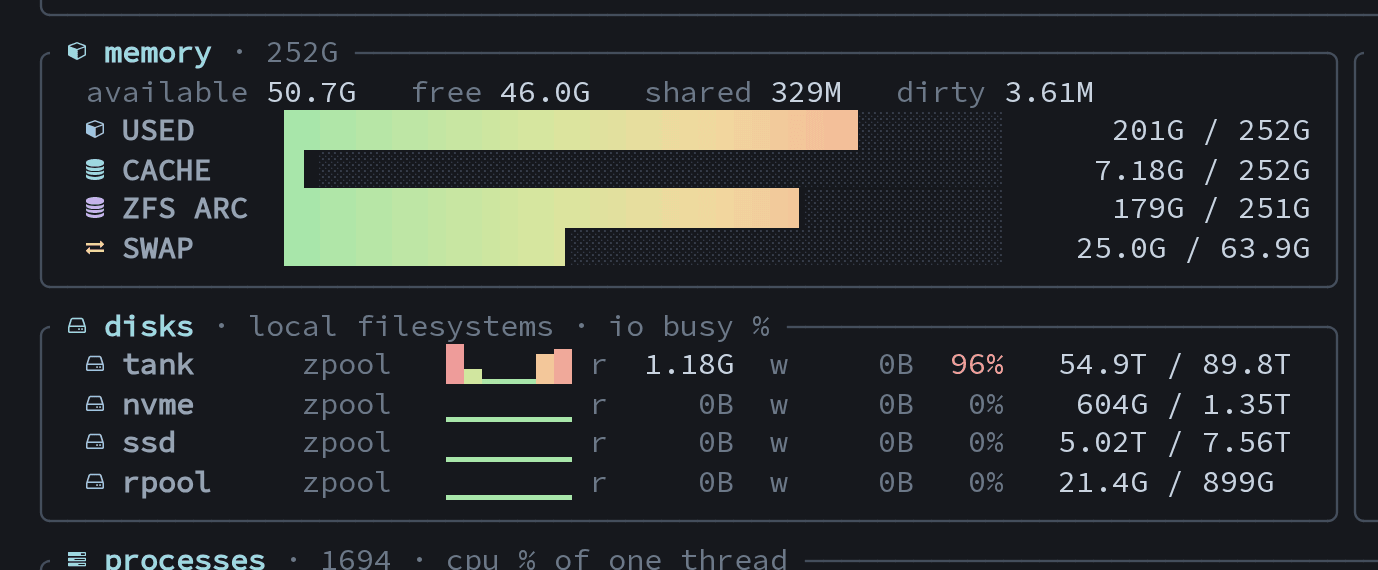 memory · 252G
available 50.7G free 46.0G shared 329M dirty 3.61M
USED 201G / 252G
CACHE 7.18G / 252G
ZFS ARC 179G / 251G
SWAP 25.0G / 63.9G
disks · local filesystems · io busy %
tank zpool r 1.18G w 0B 96% 54.9T / 89.8T
nvme zpool r 0B w 0B 0% 604G / 1.35T
ssd zpool r 0B w 0B 0% 5.02T / 7.56T
rpool zpool r 0B w 0B 0% 21.4G / 899G
processes · 1694 · cpu % of one thread